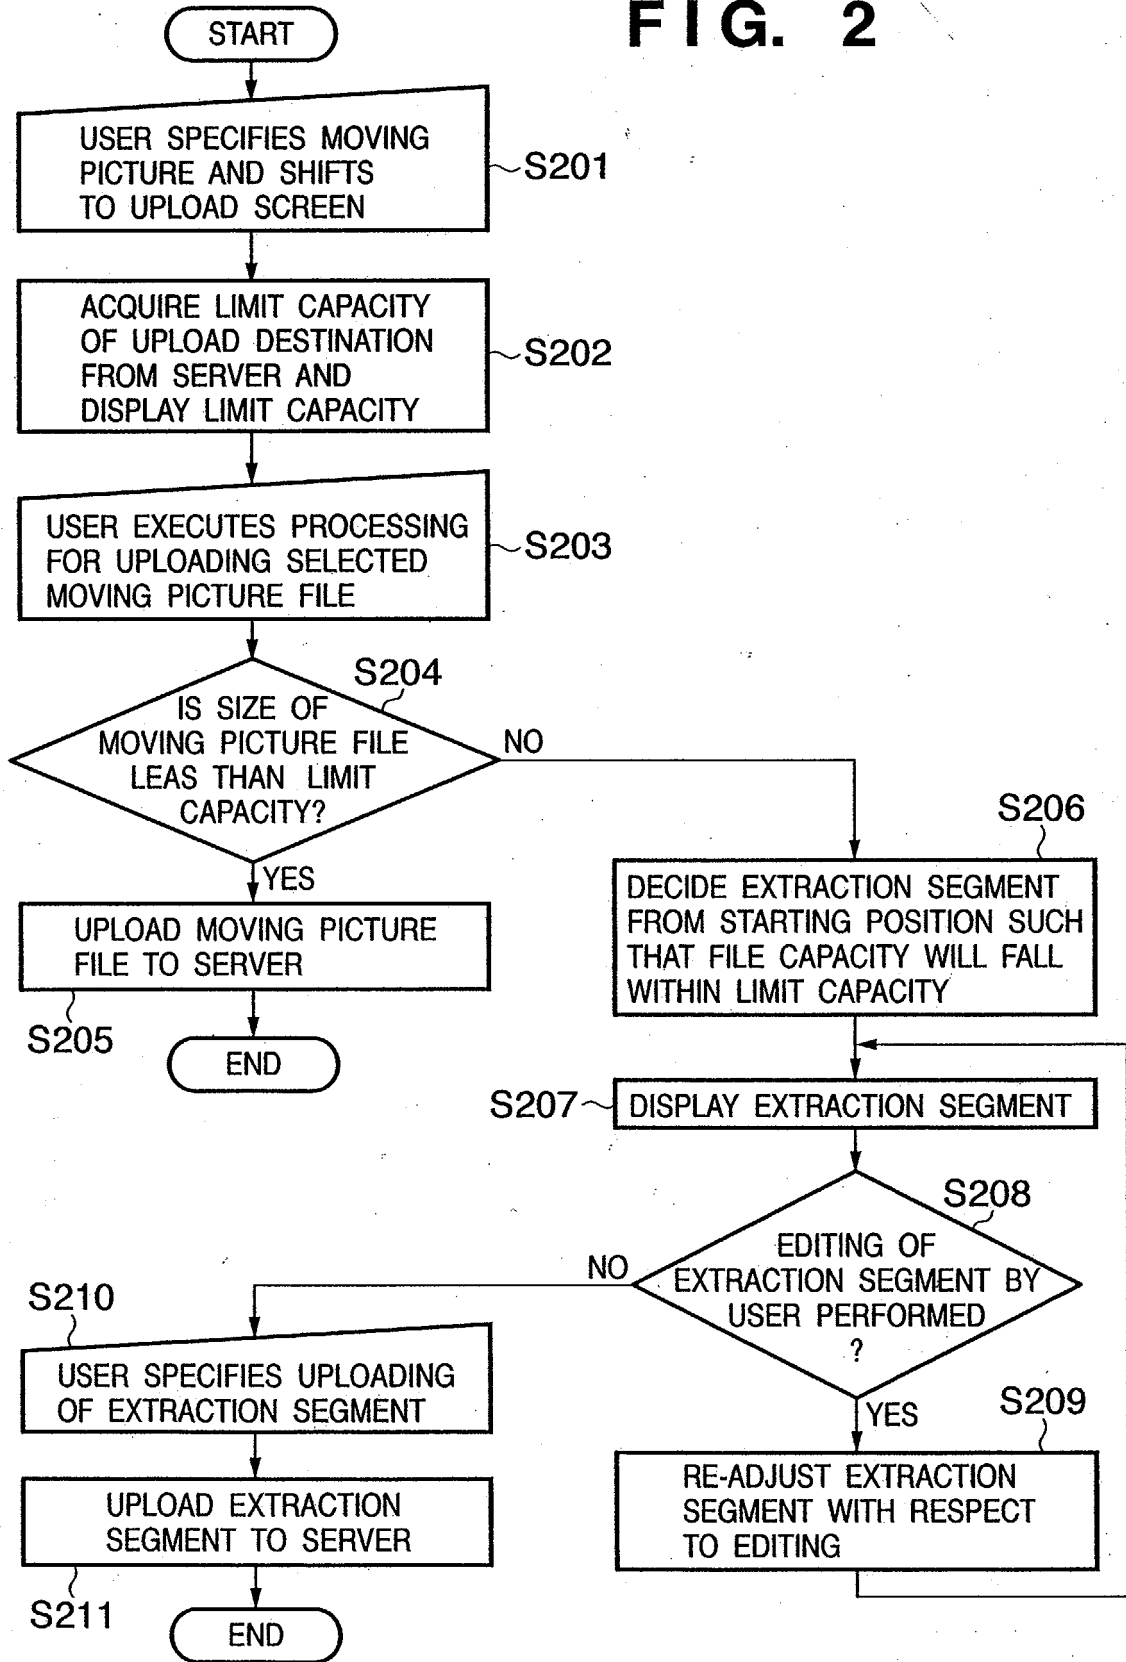 FIG. 2
START
USER SPECIFIES MOVING
PICTURE AND SHIFTS
TO UPLOAD SCREEN
S201
ACQUIRE LIMIT CAPACITY
OF UPLOAD DESTINATION
FROM SERVER AND
DISPLAY LIMIT CAPACITY
S202
USER EXECUTES PROCESSING
FOR UPLOADING SELECTED
MOVING PICTURE FILE
S203
S204
IS SIZE OF
MOVING PICTURE FILE
LEAS THAN LIMIT
CAPACITY?
NO
YES
UPLOAD MOVING PICTURE
FILE TO SERVER
S205
END
S206
DECIDE EXTRACTION SEGMENT
FROM STARTING POSITION SUCH
THAT FILE CAPACITY WILL FALL
WITHIN LIMIT CAPACITY
S207
DISPLAY EXTRACTION SEGMENT
S208
EDITING OF
EXTRACTION SEGMENT BY
USER PERFORMED
?
NO
YES
S209
RE-ADJUST EXTRACTION
SEGMENT WITH RESPECT
TO EDITING
S210
USER SPECIFIES UPLOADING
OF EXTRACTION SEGMENT
UPLOAD EXTRACTION
SEGMENT TO SERVER
S211
END